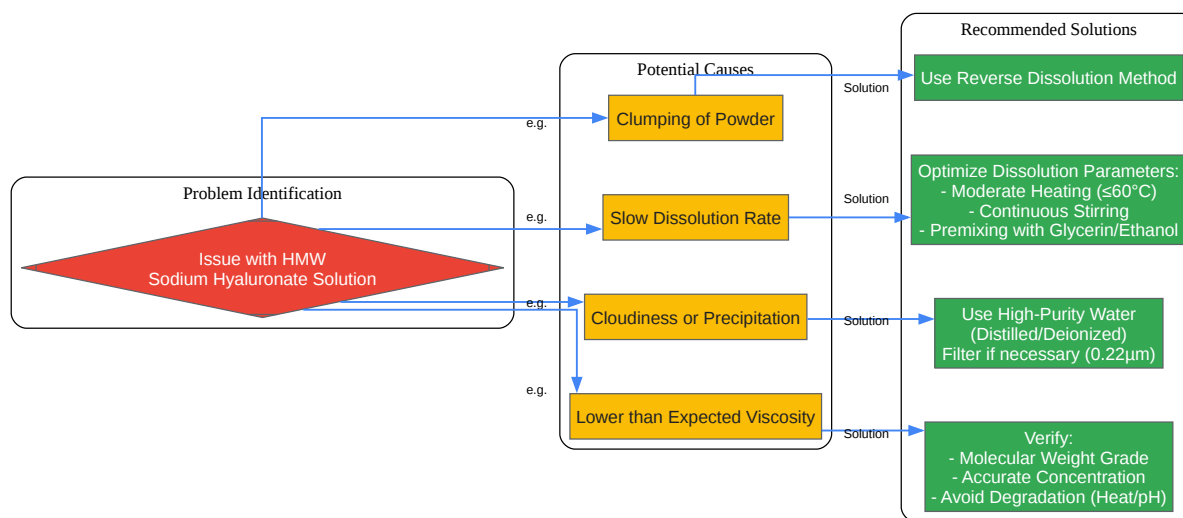 Problem Identification
Issue with HMW
Sodium Hyaluronate Solution
e.g.
e.g.
e.g.
e.g.
Potential Causes
Clumping of Powder
Slow Dissolution Rate
Cloudiness or Precipitation
Lower than Expected Viscosity
Solution
Solution
Solution
Solution
Recommended Solutions
Use Reverse Dissolution Method
Optimize Dissolution Parameters:
- Moderate Heating (≤60°C)
- Continuous Stirring
- Premixing with Glycerin/Ethanol
Use High-Purity Water
(Distilled/Deionized)
Filter if necessary (0.22µm)
Verify:
- Molecular Weight Grade
- Accurate Concentration
- Avoid Degradation (Heat/pH)